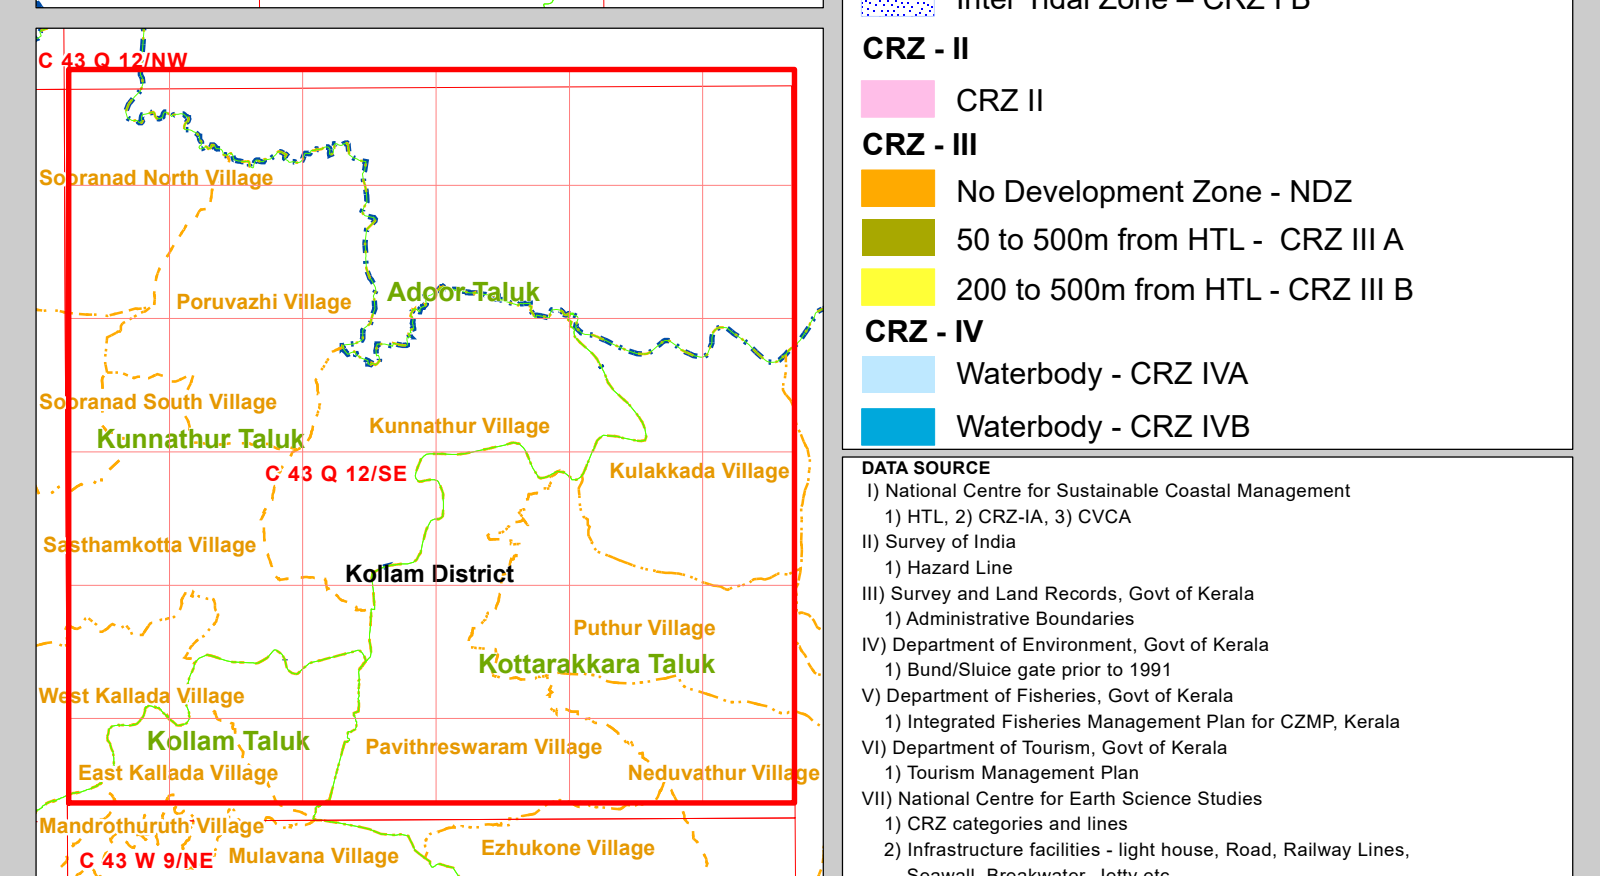 C 43 Q 12/NW
Sooranad North Village
Poruvazhi Village
Adoor Taluk
Sooranad South Village
Kunnathur Taluk
Kunnathur Village
C 43 Q 12/SE
Kulakkada Village
Sasthamkotta Village
Kollam District
Puthur Village
Kottarakkara Taluk
West Kallada Village
Kollam Taluk
Pavithreswaram Village
East Kallada Village
Neduvathur Village
Mandrothuruth Village
C 43 W 9/NE
Mulavana Village
Ezhukone Village
Inter Tidal Zone – CRZ I B
CRZ - II
CRZ II
CRZ - III
No Development Zone - NDZ
50 to 500m from HTL - CRZ III A
200 to 500m from HTL - CRZ III B
CRZ - IV
Waterbody - CRZ IVA
Waterbody - CRZ IVB
DATA SOURCE
I) National Centre for Sustainable Coastal Management
1) HTL, 2) CRZ-IA, 3) CVCA
II) Survey of India
1) Hazard Line
III) Survey and Land Records, Govt of Kerala
1) Administrative Boundaries
IV) Department of Environment, Govt of Kerala
1) Bund/Sluice gate prior to 1991
V) Department of Fisheries, Govt of Kerala
1) Integrated Fisheries Management Plan for CZMP, Kerala
VI) Department of Tourism, Govt of Kerala
1) Tourism Management Plan
VII) National Centre for Earth Science Studies
1) CRZ categories and lines
2) Infrastructure facilities - light house, Road, Railway Lines,
Seawall, Breakwater, Jetty etc